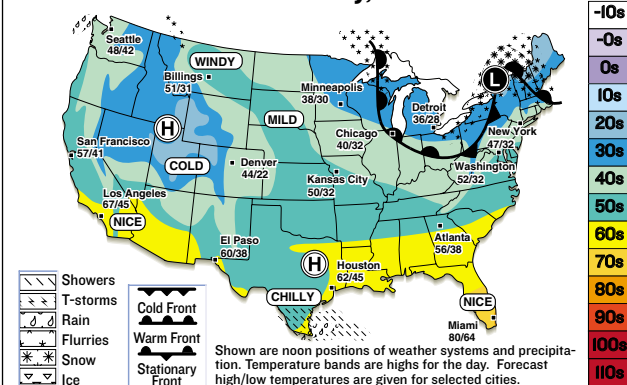 Seattle
48/42
WINDY
Billings
51/31
Minneapolis
38/30
L
MILD
Detroit
36/28
H
Chicago
40/32
New York
47/32
San Francisco
57/41
COLD
Denver
44/22
Kansas City
50/32
Washington
52/32
Los Angeles
67/45
NICE
El Paso
60/38
Atlanta
56/38
H
Houston
62/45
CHILLY
NICE
Miami
80/64
Showers
T-storms
Rain
Flurries
Snow
Ice
Cold Front
Warm Front
Stationary
Front
Shown are noon positions of weather systems and precipita-
tion. Temperature bands are highs for the day. Forecast
high/low temperatures are given for selected cities.
-10s
-0s
0s
10s
20s
30s
40s
50s
60s
70s
80s
90s
100s
110s